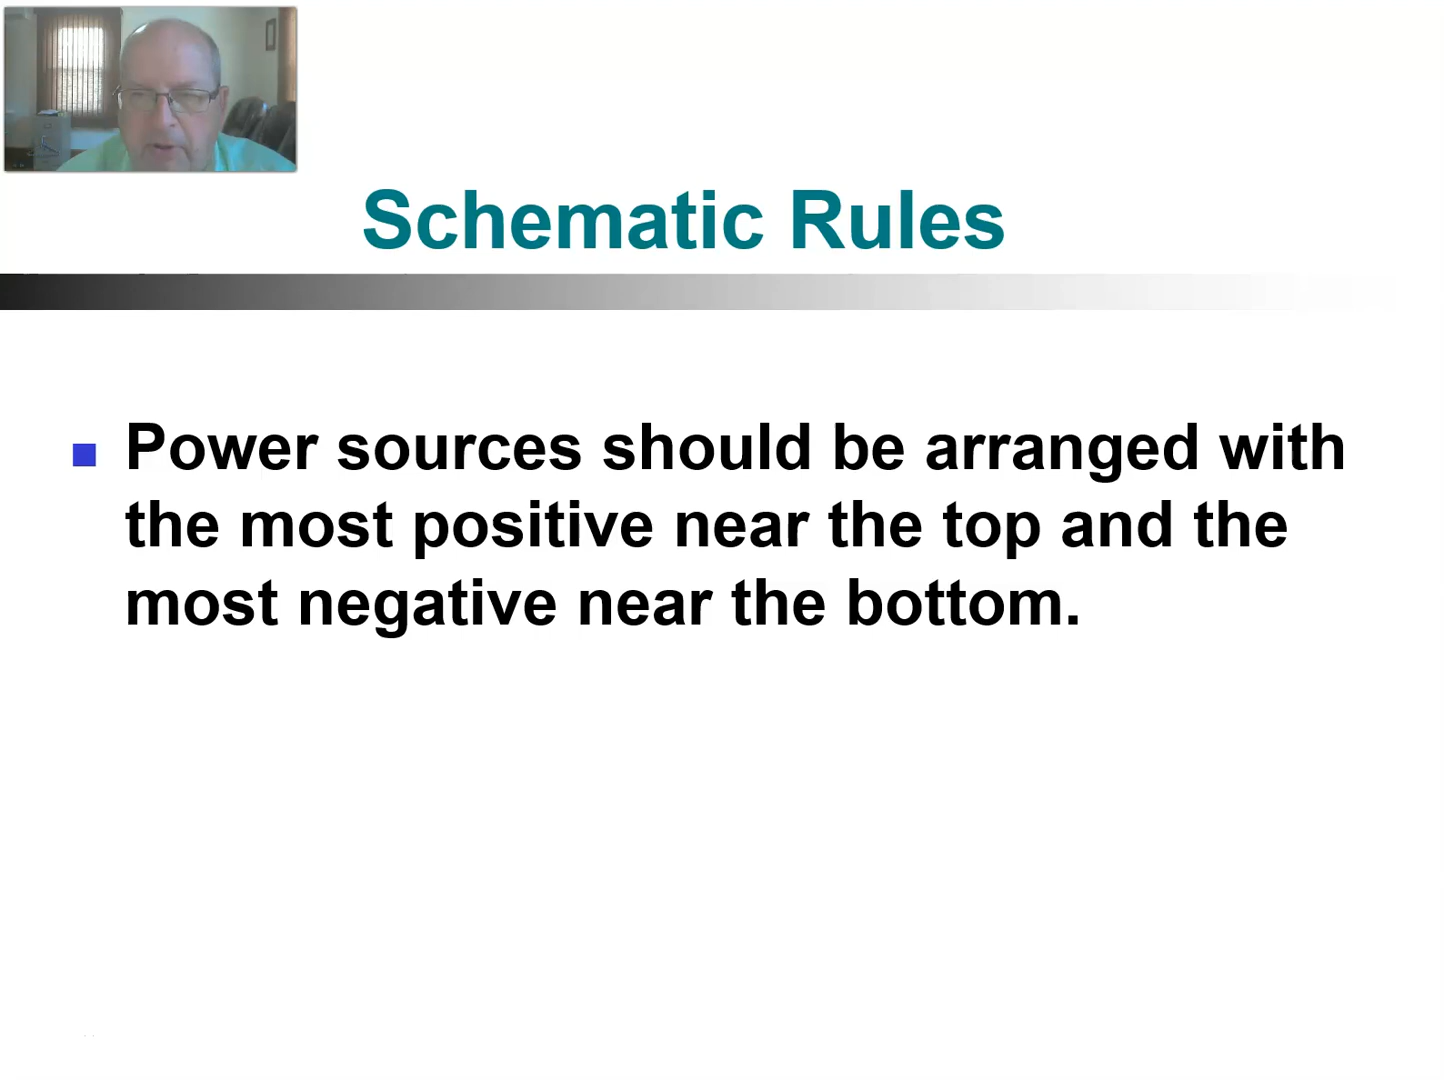 Schematic Rules
Power sources should be arranged with
the most positive near the top and the
most negative near the bottom.